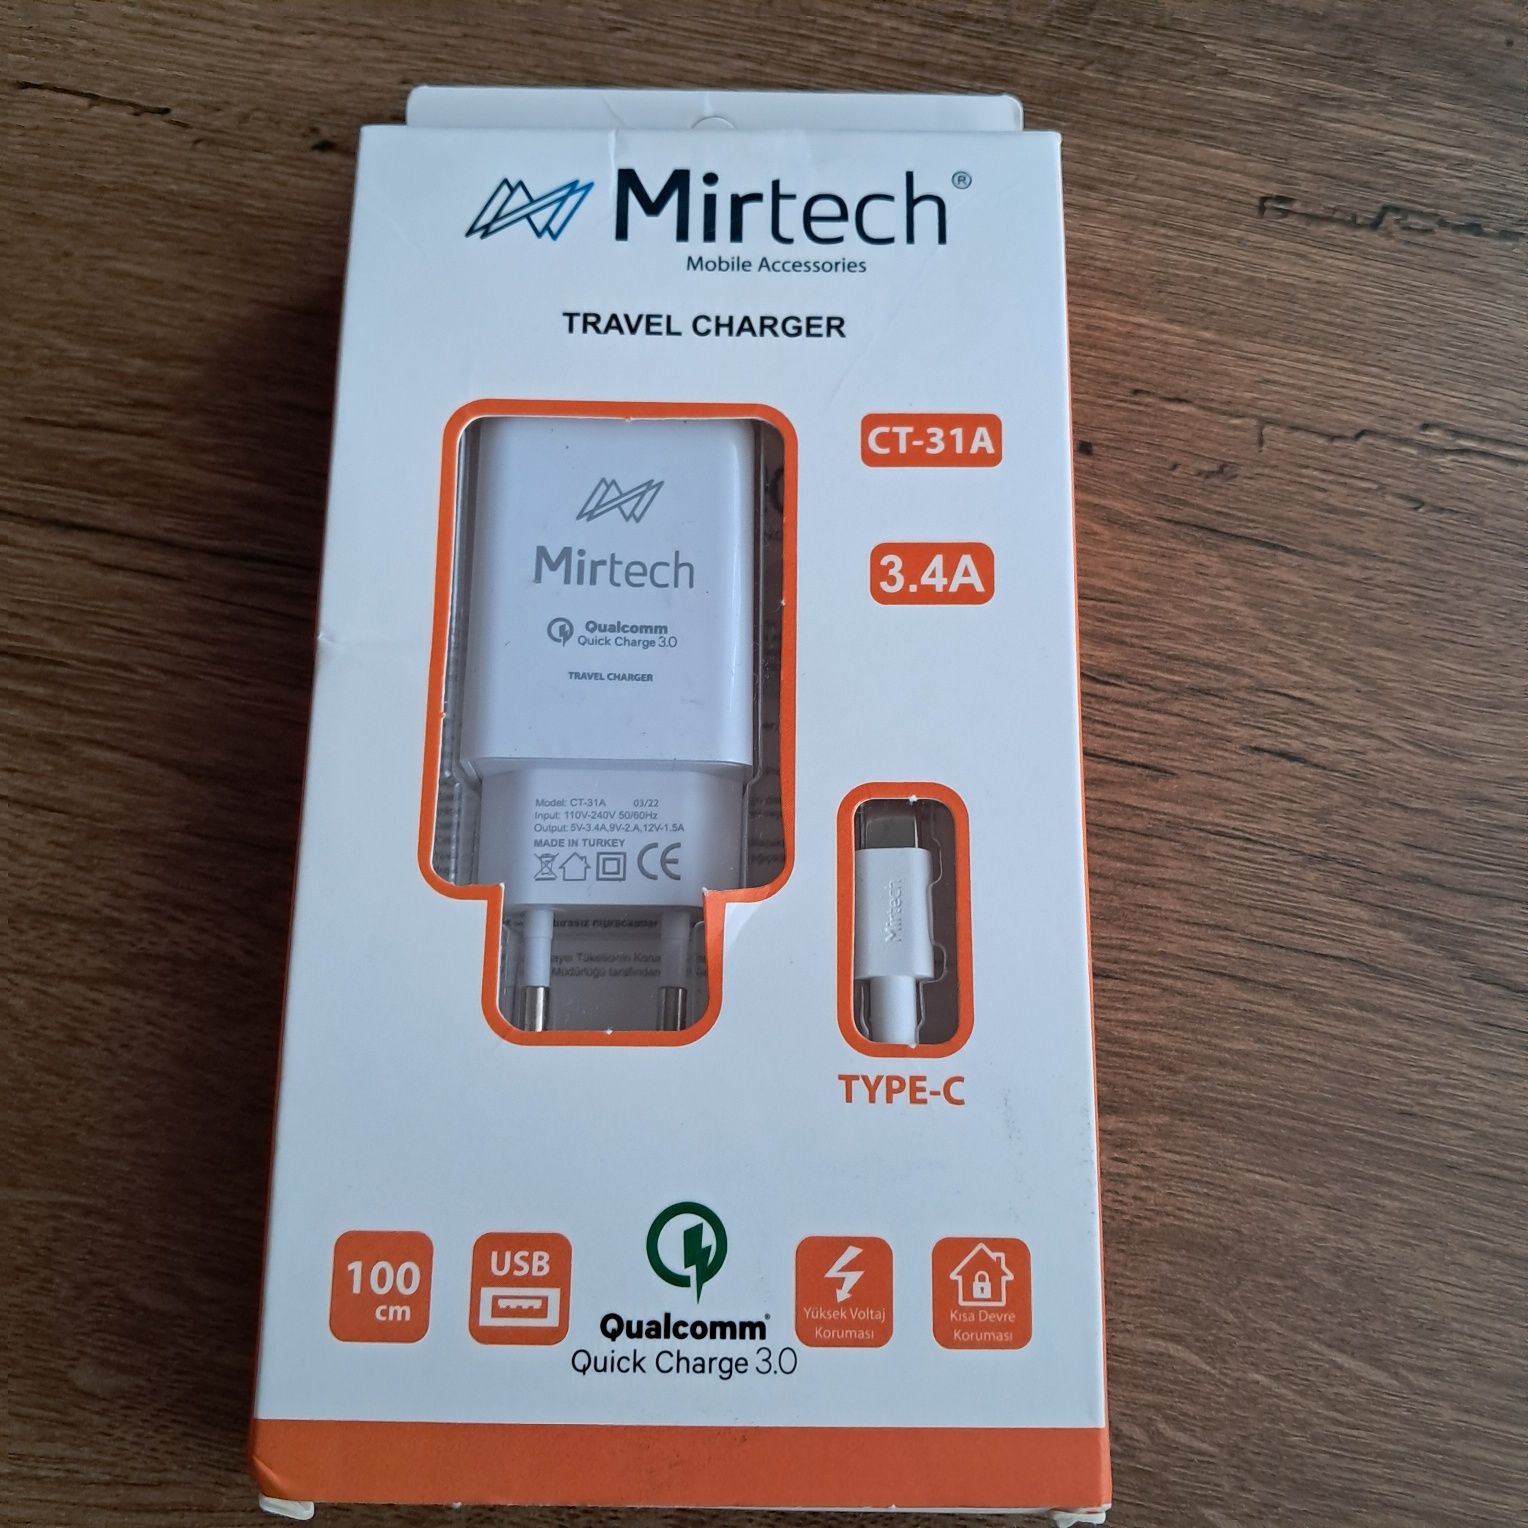 Mirtech®
Mobile Accessories
TRAVEL CHARGER
CT-31A
3.4A
Mirtech
Qualcomm
Quick Charge 3.0
TRAVEL CHARGER
Model: CT-31A 03/22
Input: 110V-240V 50/60Hz
Output: 5V-3.4A,9V-2.A,12V-1.5A
MADE IN TURKEY
CE
Mirtech
TYPE-C
100
cm
USB
Qualcomm®
Quick Charge 3.0
Yüksek Voltaj
Koruması
Kısa Devre
Koruması